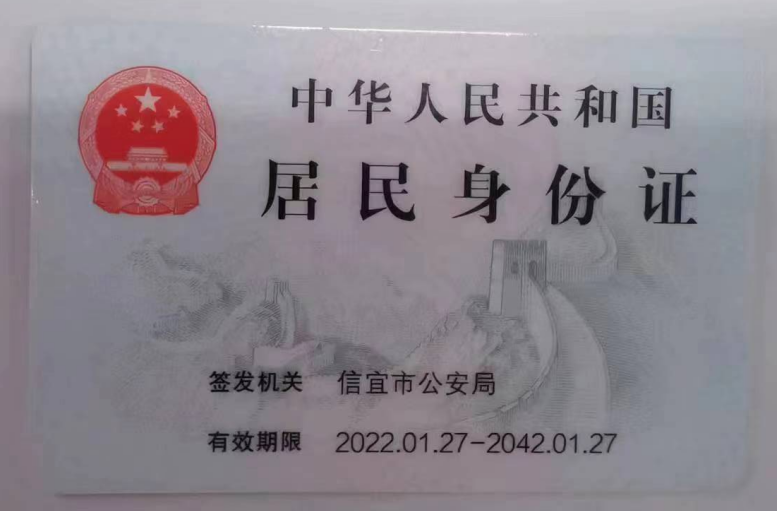 中华人民共和国
居民身份证
签发机关 信宜市公安局
有效期限 2022.01.27-2042.01.27